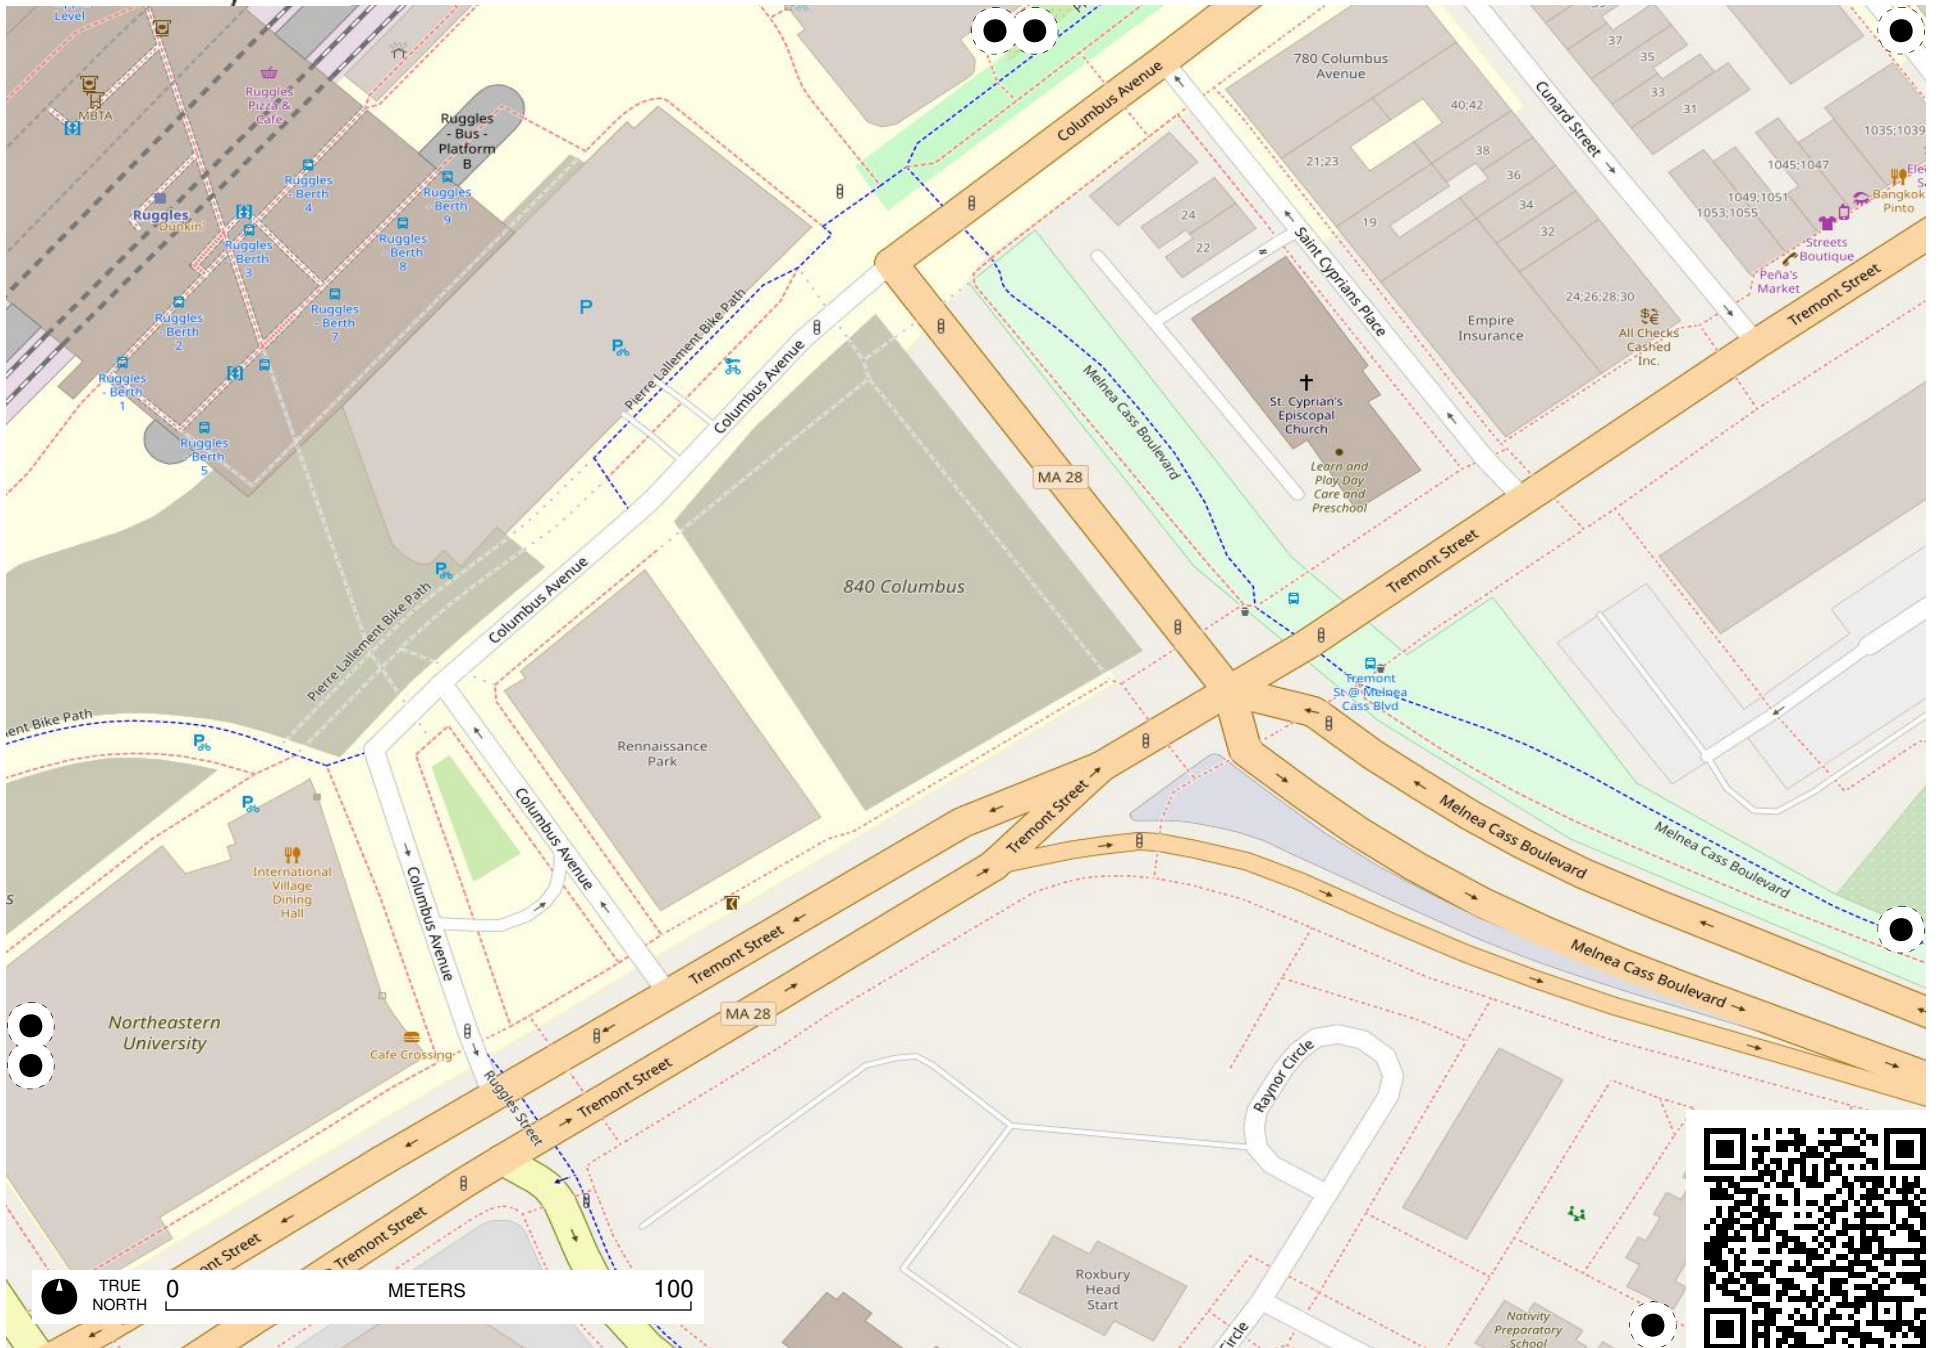 Level
MBTA
Ruggles
Pizza &
Cafe
Ruggles
- Bus -
Platform
B
Ruggles
- Berth
4
Ruggles
- Berth
9
Ruggles
Dunkin'
Ruggles
- Berth
3
Ruggles
- Berth
8
Ruggles
- Berth
2
Ruggles
- Berth
7
Ruggles
- Berth
1
Ruggles
- Berth
5
Columbus Avenue
780 Columbus
Avenue
40;42
38
36
34
32
21;23
19
24
22
24;26;28;30
37
35
33
31
Cunard Street
1035;1039
1045;1047
1049;1051
1053;1055
Bangkok
Pinto
Streets
Boutique
Peña's
Market
Tremont Street
Saint Cyprians Place
Empire
Insurance
All Checks
Cashed
Inc.
St. Cyprian's
Episcopal
Church
Learn and
Play Day
Care and
Preschool
Pierre Lallement Bike Path
Columbus Avenue
Melnea Cass Boulevard
MA 28
840 Columbus
Tremont Street
Columbus Avenue
Pierre Lallement Bike Path
ent Bike Path
Tremont
St @ Melnea
Cass Blvd
Rennaissance
Park
Columbus Avenue
Columbus Avenue
Tremont Street
Melnea Cass Boulevard
Melnea Cass Boulevard
Melnea Cass Boulevard
International
Village
Dining
Hall
Tremont Street
MA 28
Northeastern
University
Cafe Crossing
Ruggles Street
Tremont Street
Raynor Circle
ont Street
Tremont Street
Roxbury
Head
Start
Circle
Nativity
Preparatory
School
TRUE
NORTH
0 METERS 100